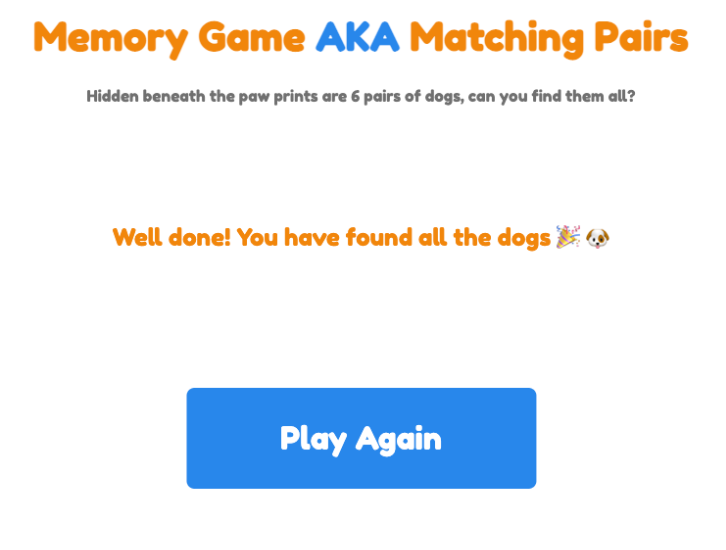 Memory Game AKA Matching Pairs
Hidden beneath the paw prints are 6 pairs of dogs, can you find them all?
Well done! You have found all the dogs 🎉🐶
Play Again